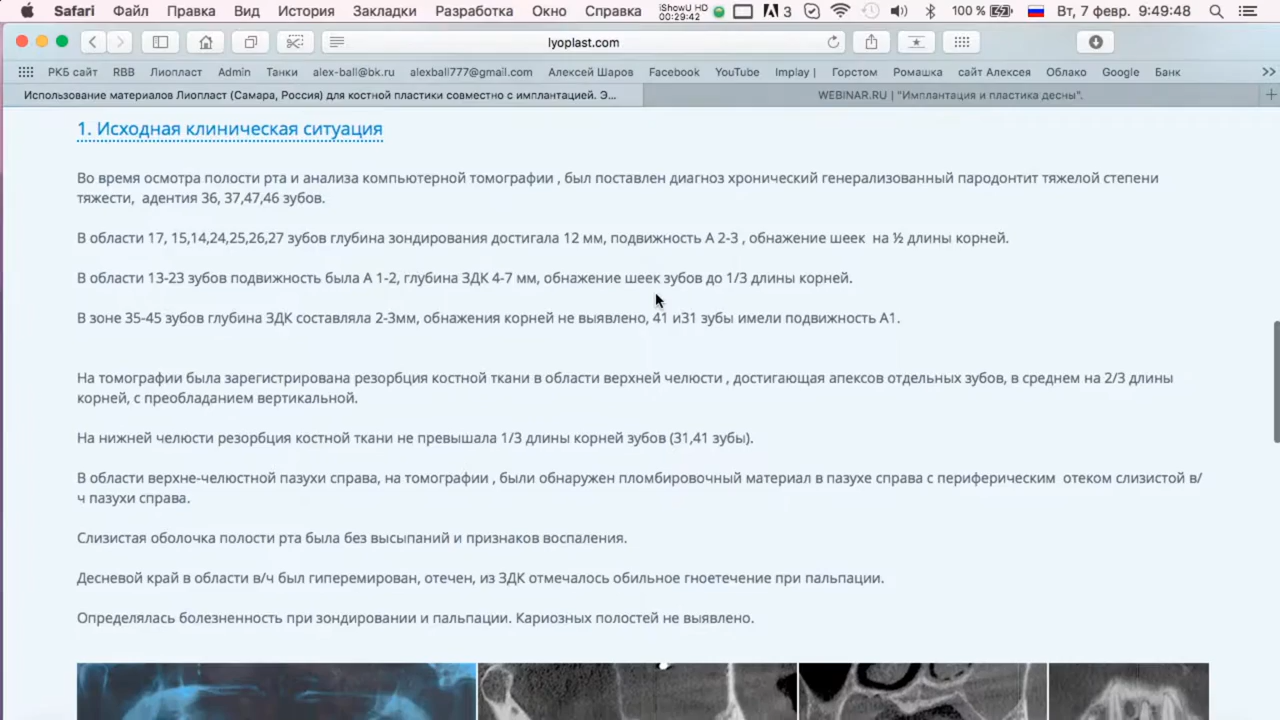 Safari Файл Правка Вид История Закладки Разработка Окно Справка iShowU HD 00:29:42 3 100 % Вт, 7 февр. 9:49:48
lyoplast.com
РКБ сайт RBB Лиопласт Admin Танки alex-ball@bk.ru alexball777@gmail.com Алексей Шаров Facebook YouTube Implay | Горстом Ромашка сайт Алексея Облако Google Банк >>
Использование материалов Лиопласт (Самара, Россия) для костной пластики совместно с имплантацией. Э... WEBINAR.RU | "Имплантация и пластика десны". +
1. Исходная клиническая ситуация
Во время осмотра полости рта и анализа компьютерной томографии , был поставлен диагноз хронический генерализованный пародонтит тяжелой степени
тяжести, адентия 36, 37,47,46 зубов.
В области 17, 15,14,24,25,26,27 зубов глубина зондирования достигала 12 мм, подвижность А 2-3 , обнажение шеек на ½ длины корней.
В области 13-23 зубов подвижность была А 1-2, глубина ЗДК 4-7 мм, обнажение шеек зубов до 1/3 длины корней.
В зоне 35-45 зубов глубина ЗДК составляла 2-3мм, обнажения корней не выявлено, 41 и31 зубы имели подвижность А1.
На томографии была зарегистрирована резорбция костной ткани в области верхней челюсти , достигающая апексов отдельных зубов, в среднем на 2/3 длины
корней, с преобладанием вертикальной.
На нижней челюсти резорбция костной ткани не превышала 1/3 длины корней зубов (31,41 зубы).
В области верхне-челюстной пазухи справа, на томографии , были обнаружен пломбировочный материал в пазухе справа с периферическим отеком слизистой в/
ч пазухи справа.
Слизистая оболочка полости рта была без высыпаний и признаков воспаления.
Десневой край в области в/ч был гиперемирован, отечен, из ЗДК отмечалось обильное гноетечение при пальпации.
Определялась болезненность при зондировании и пальпации. Кариозных полостей не выявлено.